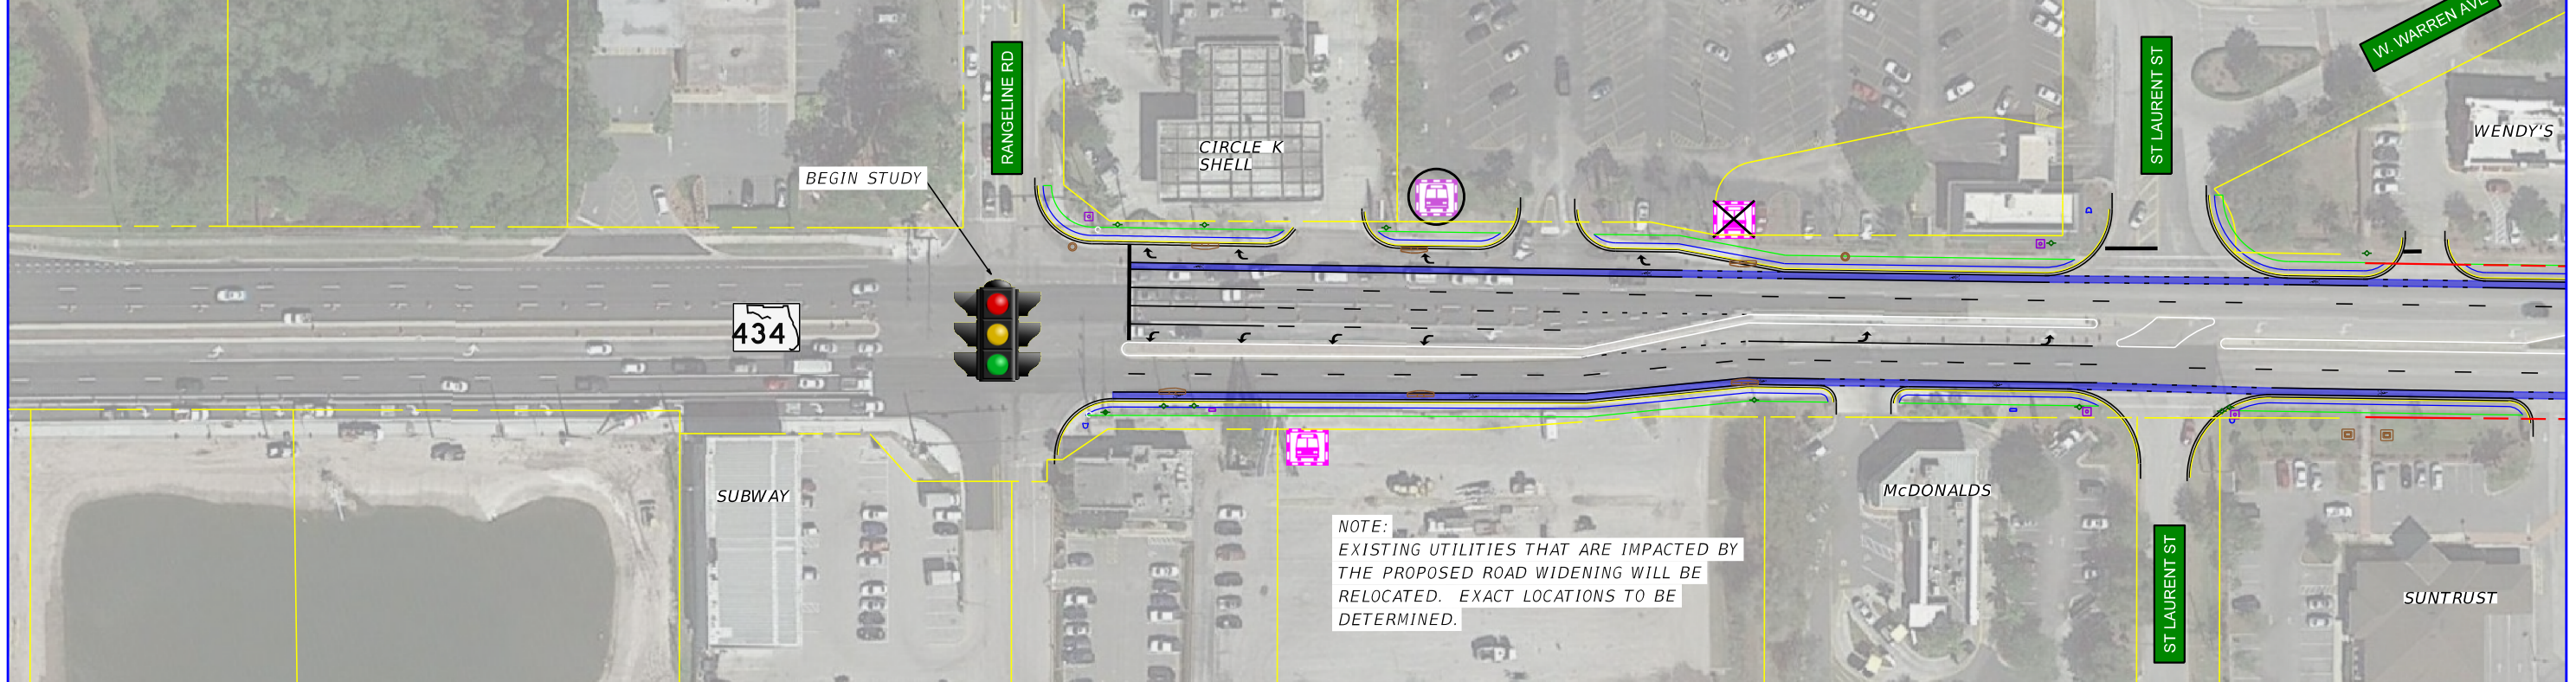 RANGELINE RD
ST LAURENT ST
W. WARREN AVE
WENDY'S
CIRCLE K
SHELL
BEGIN STUDY
434
SUBWAY
McDONALDS
NOTE:
EXISTING UTILITIES THAT ARE IMPACTED BY
THE PROPOSED ROAD WIDENING WILL BE
RELOCATED. EXACT LOCATIONS TO BE
DETERMINED.
ST LAURENT ST
SUNTRUST